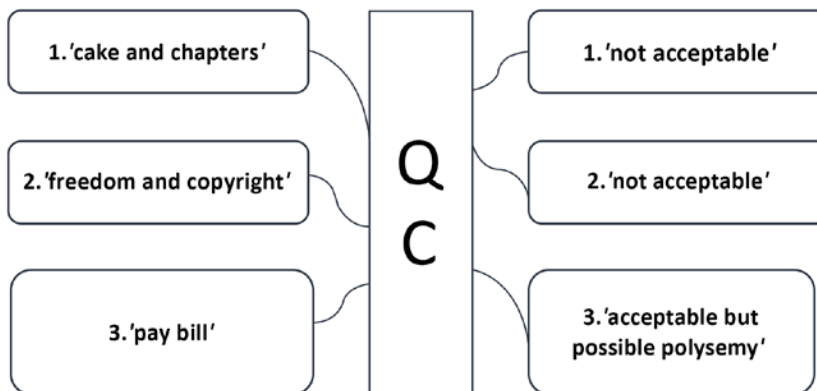 1.'cake and chapters'
2.'freedom and copyright'
3.'pay bill'
Q
C
1.'not acceptable'
2.'not acceptable'
3.'acceptable but
possible polysemy'